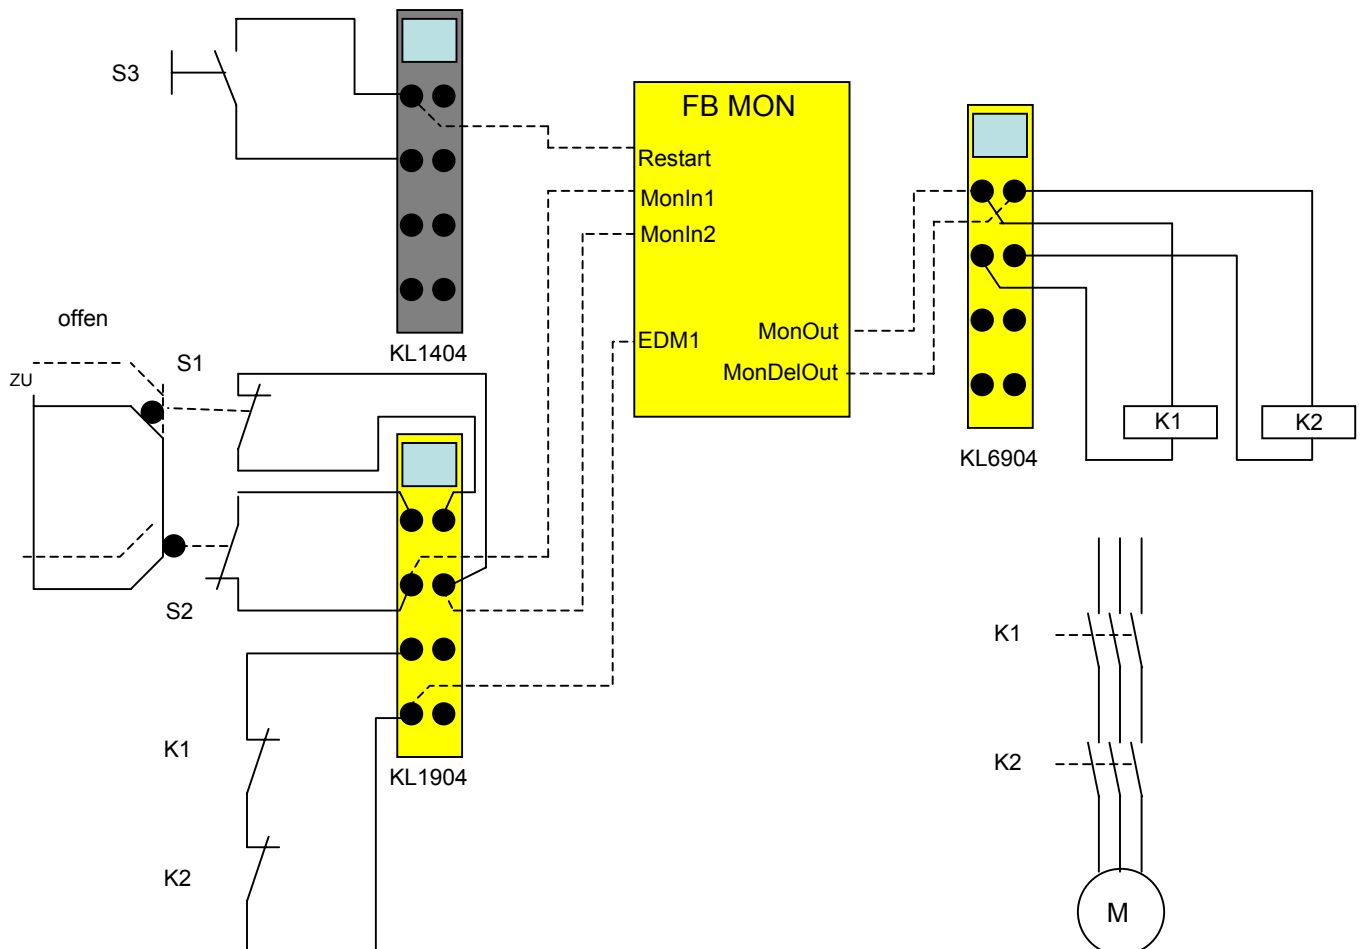 S3
FB MON
Restart
MonIn1
MonIn2
offen
KL1404
EDM1
MonOut
S1
MonDelOut
ZU
K1
K2
KL6904
S2
K1
K1
K2
KL1904
K2
M